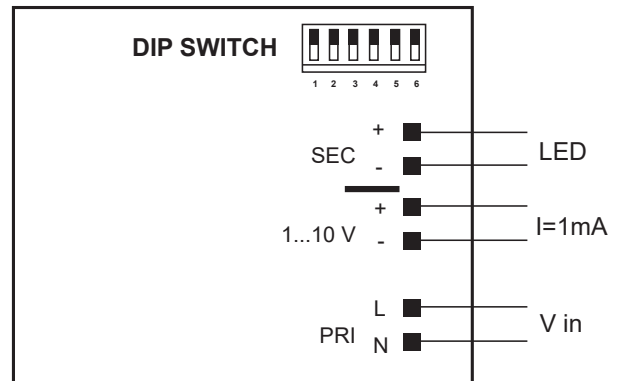 DIP SWITCH
1 2 3 4 5 6
+
SEC
LED
-
+
1...10 V
I=1mA
-
L
PRI
V in
N